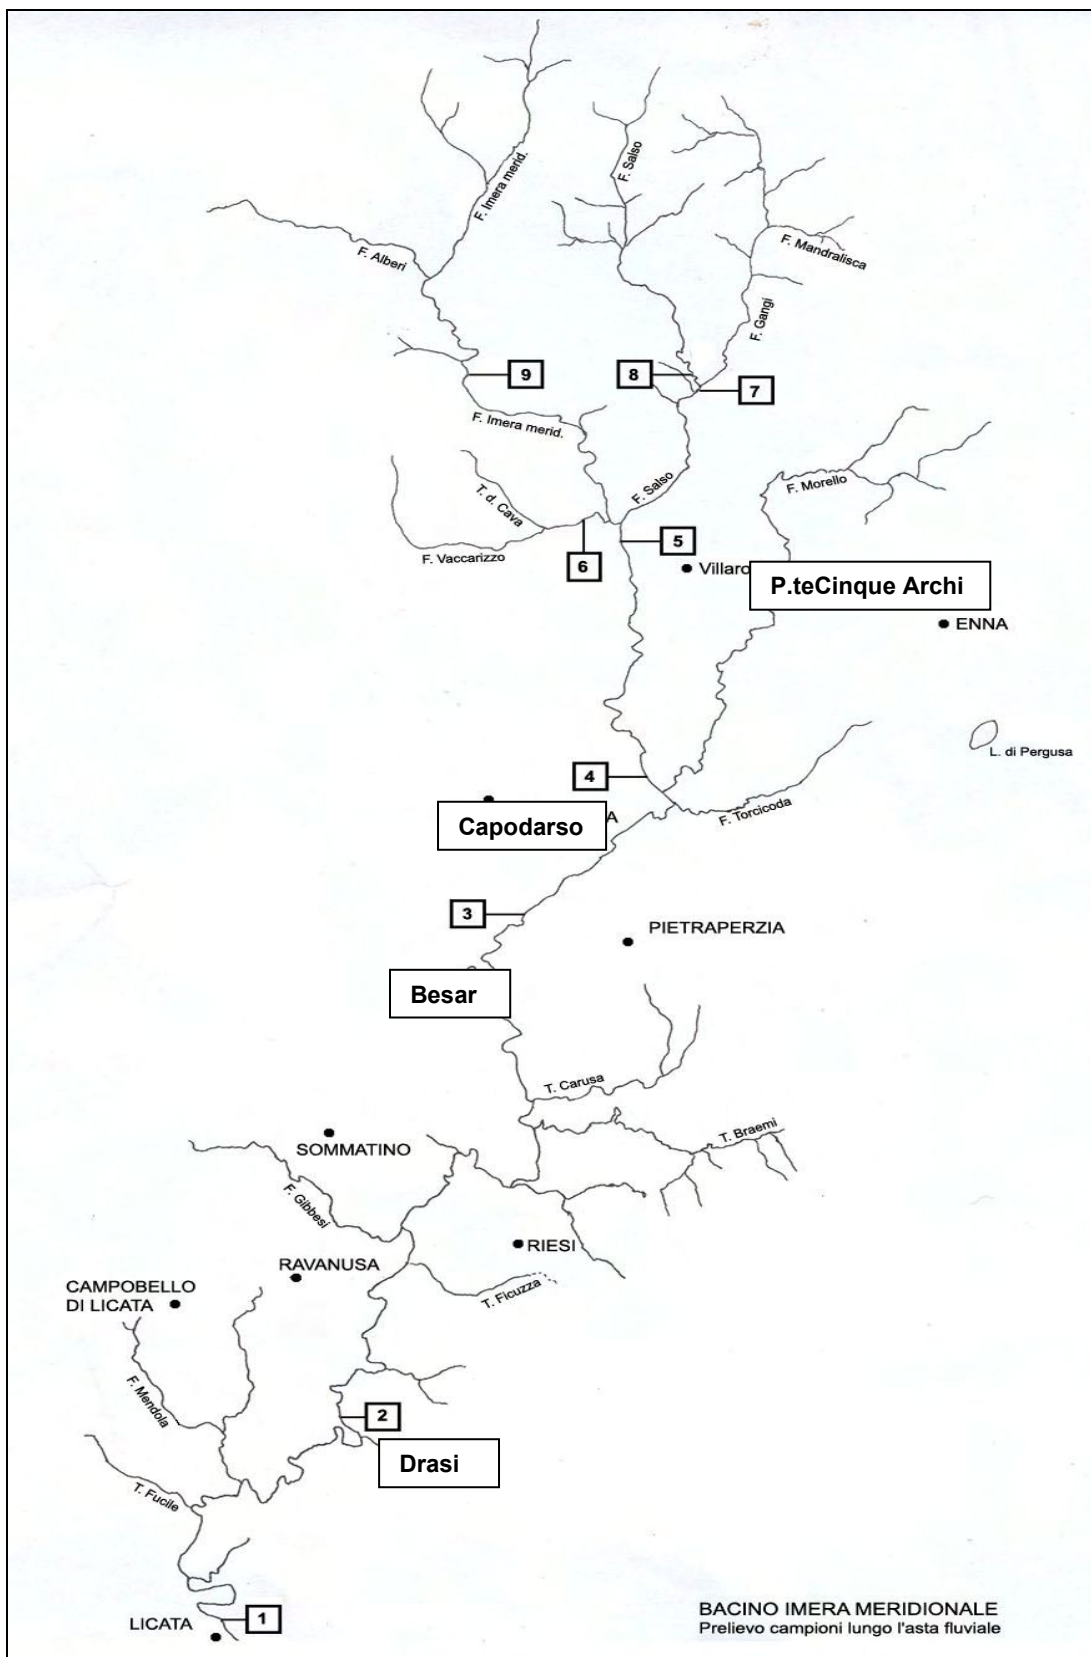 F. Imera merid.
F. Salso
F. Alberi
F. Mandralisca
F. Gangi
9
8
7
F. Imera merid.
F. Salso
F. Morello
T. d. Cava
5
F. Vaccarizzo
6
Villaro
P.teCinque Archi
ENNA
L. di Pergusa
4
F. Torcicoda
Capodarso
A
3
PIETRAPERZIA
Besar
T. Carusa
T. Braemi
SOMMATINO
F. Gibbesi
RIESI
RAVANUSA
T. Ficuzza
CAMPOBELLO
DI LICATA
F. Mendola
2
Drasi
T. Fucile
1
LICATA
BACINO IMERA MERIDIONALE
Prelievo campioni lungo l'asta fluviale